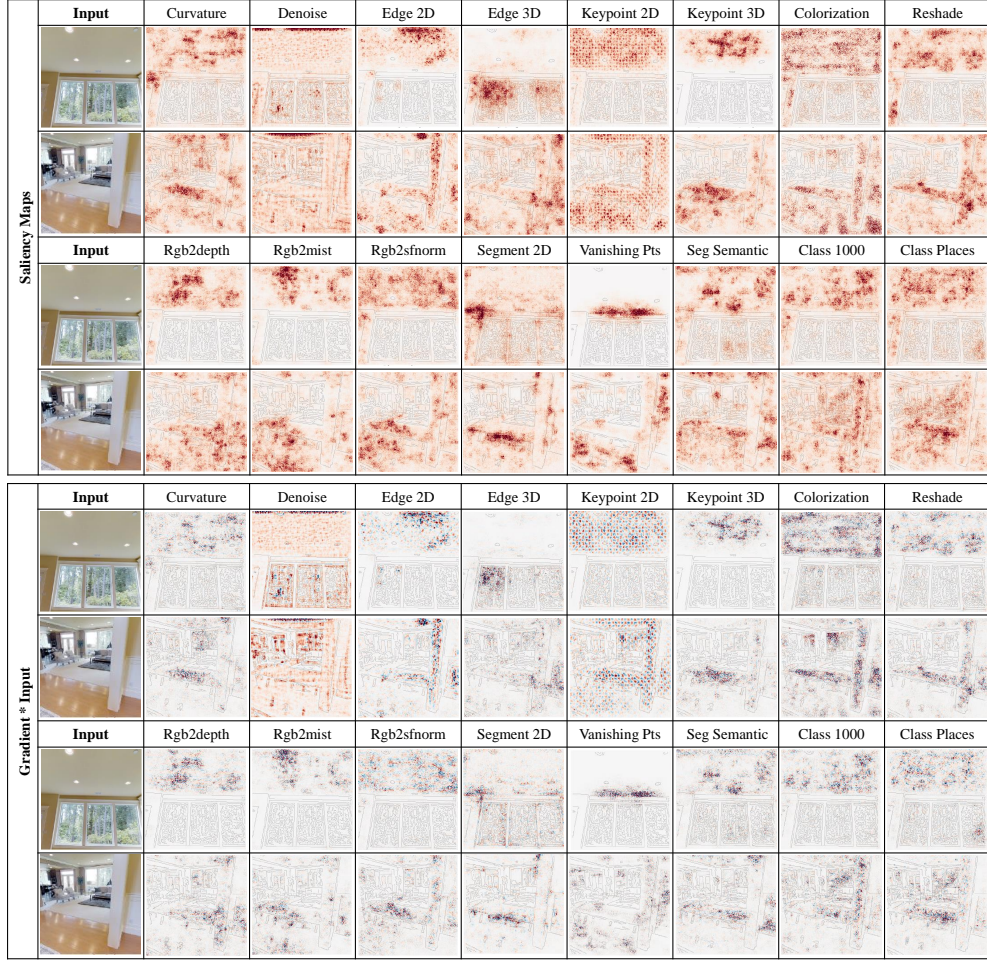 Saliency Maps
Input Curvature Denoise Edge 2D Edge 3D Keypoint 2D Keypoint 3D Colorization Reshade
Input Rgb2depth Rgb2mist Rgb2sfnorm Segment 2D Vanishing Pts Seg Semantic Class 1000 Class Places
Gradient * Input
Input Curvature Denoise Edge 2D Edge 3D Keypoint 2D Keypoint 3D Colorization Reshade
Input Rgb2depth Rgb2mist Rgb2sfnorm Segment 2D Vanishing Pts Seg Semantic Class 1000 Class Places